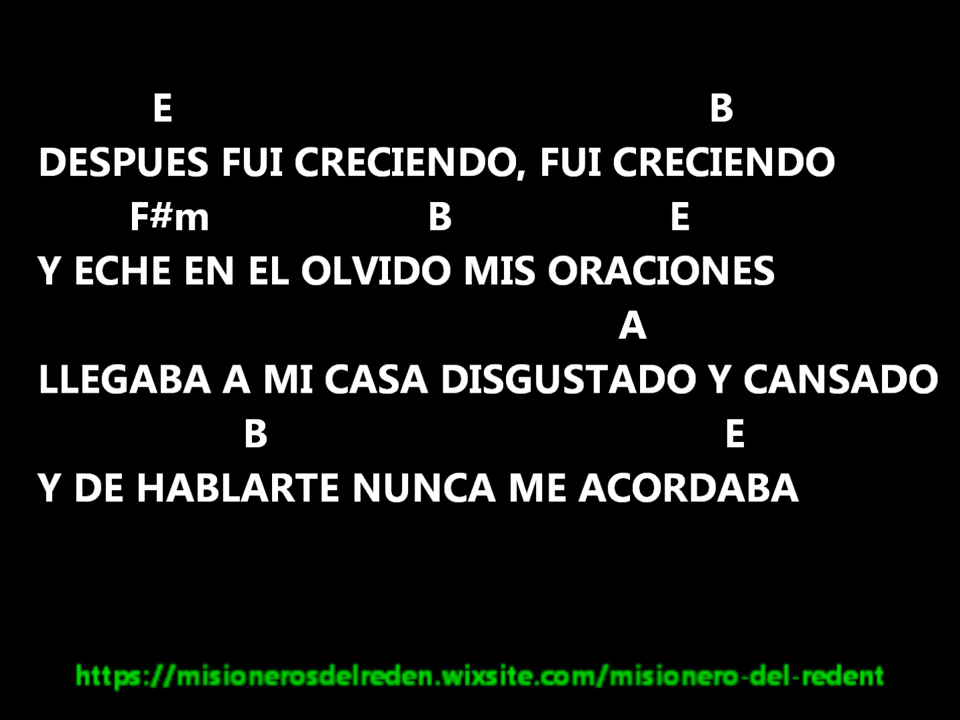 E B
DESPUES FUI CRECIENDO, FUI CRECIENDO
F#m B E
Y ECHE EN EL OLVIDO MIS ORACIONES
A
LLEGABA A MI CASA DISGUSTADO Y CANSADO
B E
Y DE HABLARTE NUNCA ME ACORDABA
https://misionerosdelreden.wixsite.com/misionero-del-redent